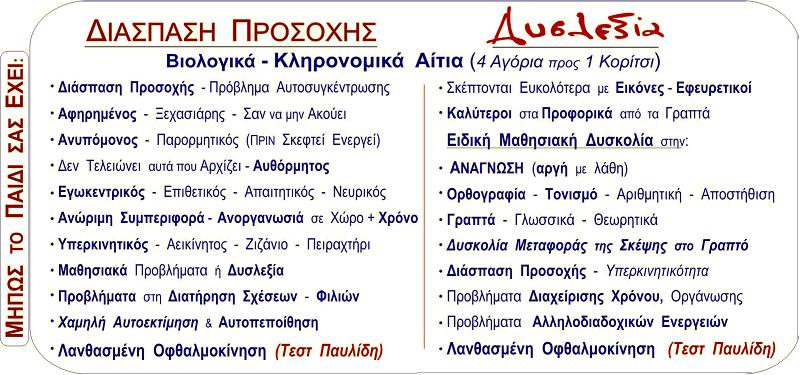 ΜΗΠΩΣ ΤΟ ΠΑΙΔΙ ΣΑΣ ΕΧΕΙ:
ΔΙΑΣΠΑΣΗ ΠΡΟΣΟΧΗΣ
Δυσλεξία
Βιολογικά - Κληρονομικά Αίτια (4 Αγόρια προς 1 Κορίτσι)
• Διάσπαση Προσοχής - Πρόβλημα Αυτοσυγκέντρωσης
• Αφηρημένος - Ξεχασιάρης - Σαν να μην Ακούει
• Ανυπόμονος - Παρορμητικός (ΠΡΙΝ Σκεφτεί Ενεργεί)
• Δεν Τελειώνει αυτά που Αρχίζει - Αυθόρμητος
• Εγωκεντρικός - Επιθετικός - Απαιτητικός - Νευρικός
• Ανώριμη Συμπεριφορά - Ανοργανωσιά σε Χώρο + Χρόνο
• Υπερκινητικός - Αεικίνητος - Ζιζάνιο - Πειραχτήρι
• Μαθησιακά Προβλήματα ή Δυσλεξία
• Προβλήματα στη Διατήρηση Σχέσεων - Φιλιών
• Χαμηλή Αυτοεκτίμηση & Αυτοπεποίθηση
• Λανθασμένη Οφθαλμοκίνηση (Τεστ Παυλίδη)
• Σκέπτονται Ευκολότερα με Εικόνες - Εφευρετικοί
• Καλύτεροι στα Προφορικά από τα Γραπτά
Ειδική Μαθησιακή Δυσκολία στην:
• ΑΝΑΓΝΩΣΗ (αργή με λάθη)
• Ορθογραφία - Τονισμό - Αριθμητική - Αποστήθιση
• Γραπτά - Γλωσσικά - Θεωρητικά
• Δυσκολία Μεταφοράς της Σκέψης στο Γραπτό
• Διάσπαση Προσοχής - Υπερκινητικότητα
• Προβλήματα Διαχείρισης Χρόνου, Οργάνωσης
• Προβλήματα Αλληλοδιαδοχικών Ενεργειών
• Λανθασμένη Οφθαλμοκίνηση (Τεστ Παυλίδη)